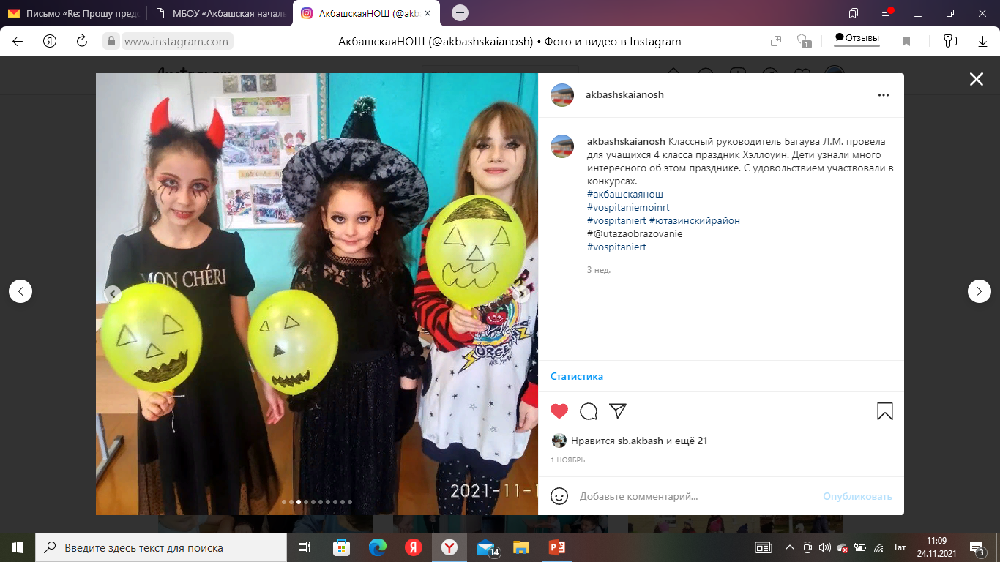 Письмо «Re: Прошу предо
МБОУ «Акбашская началь
АкбашскаяНОШ (@akb
www.instagram.com
АкбашскаяНОШ (@akbashskaianosh) • Фото и видео в Instagram
1
Отзывы
MON CHÉRI
2021-11-1
akbashskaianosh
akbashskaianosh Классный руководитель Багаува Л.М. провела
для учащихся 4 класса праздник Хэллоуин. Дети узнали много
интересного об этом празднике. С удовольствием участвовали в
конкурсах.
#акбашскаянош
#vospitaniemoinrt
#vospitaniert #ютазинскийрайон
#@utazaobrazovanie
#vospitaniert
3 нед.
Статистика
Нравится sb.akbash и ещё 21
1 НОЯБРЬ
Добавьте комментарий...
Опубликовать
Введите здесь текст для поиска
14
Тат
11:09
24.11.2021
3